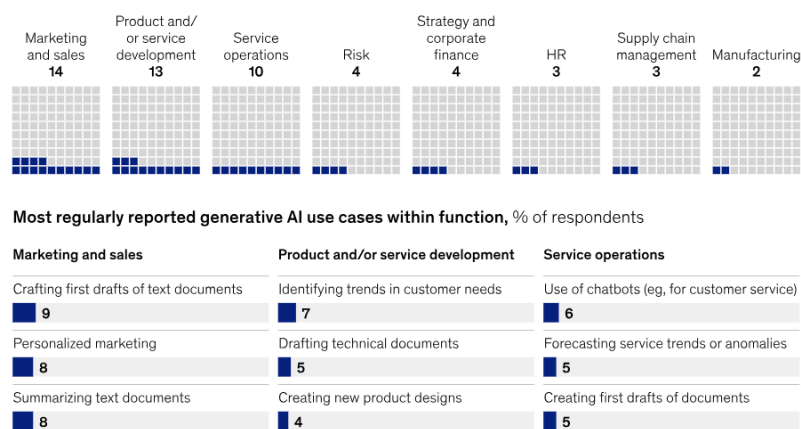 Marketing
and sales
14
Product and/
or service
development
13
Service
operations
10
Risk
4
Strategy and
corporate
finance
4
HR
3
Supply chain
management
3
Manufacturing
2
Most regularly reported generative AI use cases within function, % of respondents
Marketing and sales
Crafting first drafts of text documents
9
Personalized marketing
8
Summarizing text documents
8
Product and/or service development
Identifying trends in customer needs
7
Drafting technical documents
5
Creating new product designs
4
Service operations
Use of chatbots (eg, for customer service)
6
Forecasting service trends or anomalies
5
Creating first drafts of documents
5